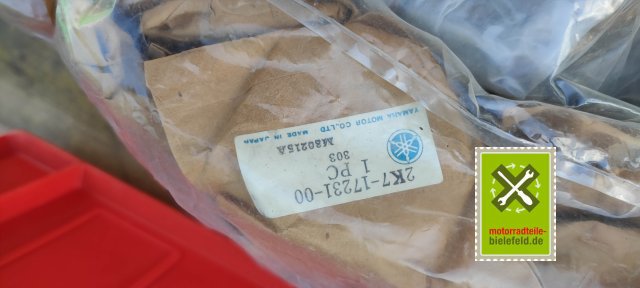 2K7-17231-00
1 PC
303
M80215A
YAMAHA MOTOR CO.,LTD MADE IN JAPAN
motorradteile-
bielefeld.de